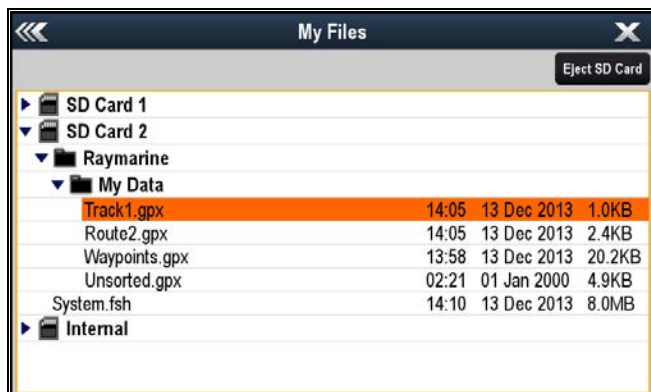 My Files
Eject SD Card
SD Card 1
SD Card 2
Raymarine
My Data
Track1.gpx 14:05 13 Dec 2013 1.0KB
Route2.gpx 14:05 13 Dec 2013 2.4KB
Waypoints.gpx 13:58 13 Dec 2013 20.2KB
Unsorted.gpx 02:21 01 Jan 2000 4.9KB
System.fsh 14:10 13 Dec 2013 8.0MB
Internal